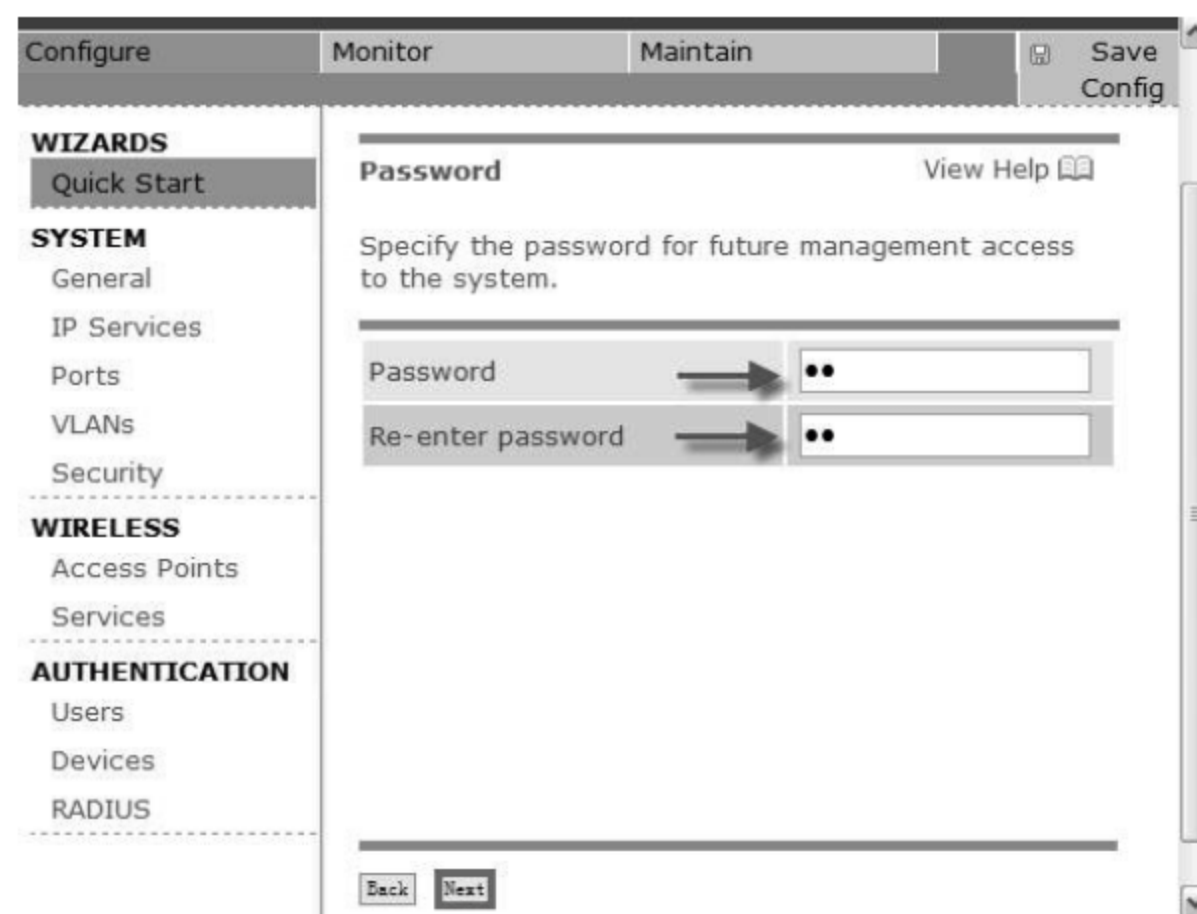 Configure Monitor Maintain Save
Config
WIZARDS
Quick Start
SYSTEM
General
IP Services
Ports
VLANs
Security
WIRELESS
Access Points
Services
AUTHENTICATION
Users
Devices
RADIUS
Password View Help
Specify the password for future management access
to the system.
Password ••
Re-enter password ••
Back Next